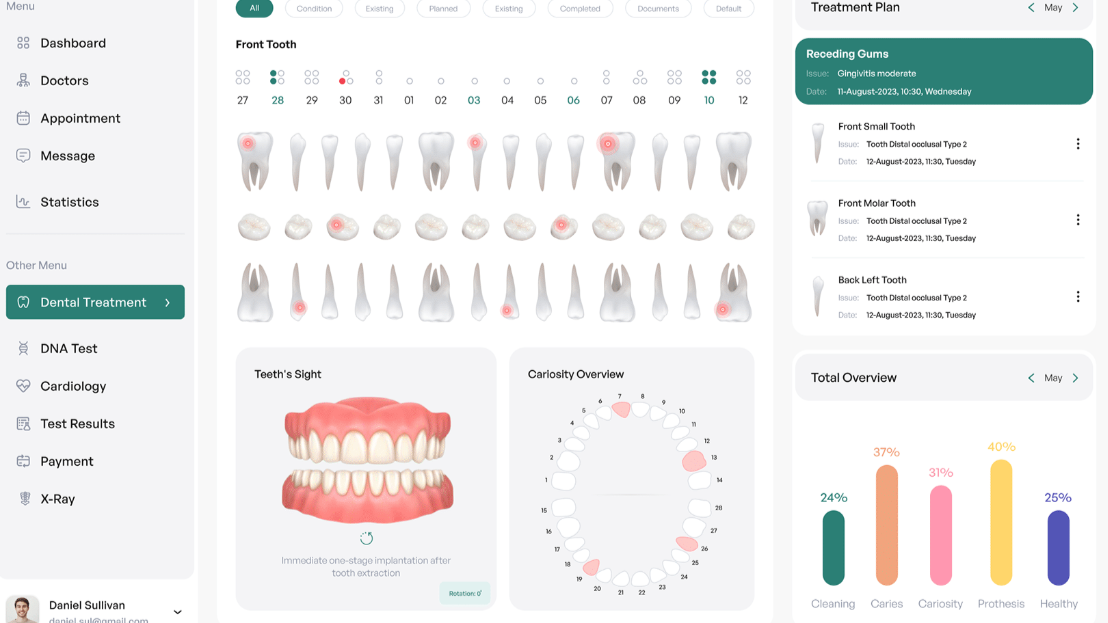 Menu
Dashboard
Doctors
Appointment
Message
Statistics
Other Menu
Dental Treatment
DNA Test
Cardiology
Test Results
Payment
X-Ray
Daniel Sullivan
daniel.sul@gmail.com
All Condition Existing Planned Existing Completed Documents Default
Front Tooth
27 28 29 30 31 01 02 03 04 05 06 07 08 09 10 12
Teeth's Sight
Immediate one-stage implantation after
tooth extraction
Rotation: 0°
Cariosity Overview
7 8
6 9
5 10
4 11
3 12
2 13
1 14
15 28
16 27
17 26
18 25
19 24
20 23
21 22
Treatment Plan May
Receding Gums
Issue: Gingivitis moderate
Date: 11-August-2023, 10:30, Wednesday
Front Small Tooth
Issue: Tooth Distal occlusal Type 2
Date: 12-August-2023, 11:30, Tuesday
Front Molar Tooth
Issue: Tooth Distal occlusal Type 2
Date: 12-August-2023, 11:30, Tuesday
Back Left Tooth
Issue: Tooth Distal occlusal Type 2
Date: 12-August-2023, 11:30, Tuesday
Total Overview May
24% 37% 31% 40% 25%
Cleaning Caries Cariosity Prothesis Healthy